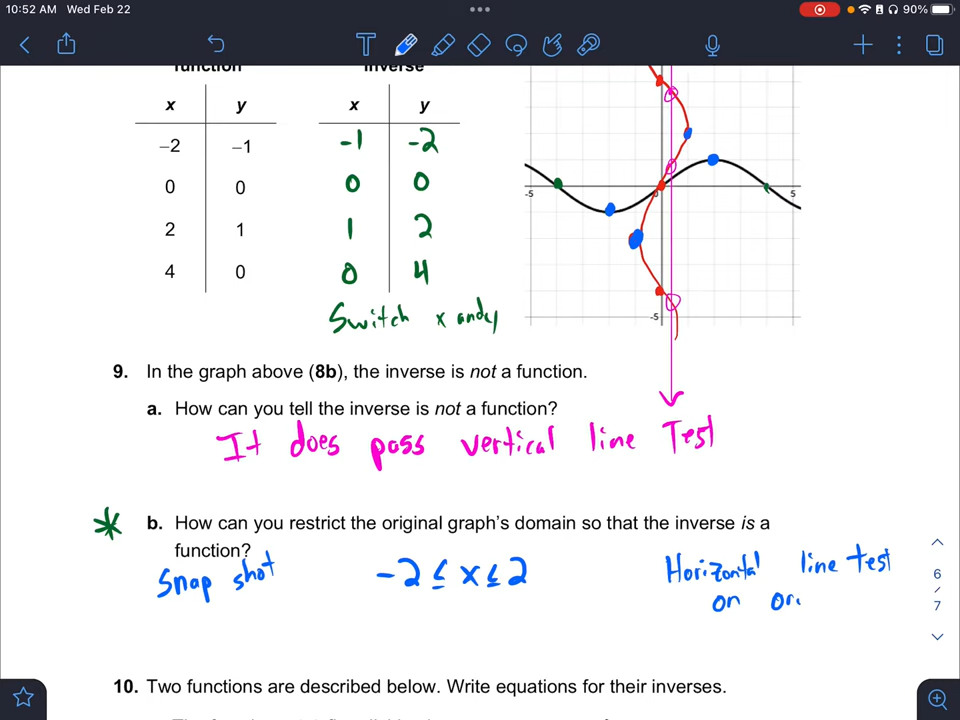 10:52 AM Wed Feb 22
90%
function inverse
x y x y
−2 −1 -1 -2
0 0 0 0
2 1 1 2
4 0 0 4
Switch x and y
-5 0 5
-5
9. In the graph above (8b), the inverse is not a function.
a. How can you tell the inverse is not a function?
It does pass vertical line Test
b. How can you restrict the original graph's domain so that the inverse is a
function?
Snap shot -2 ≤ x ≤ 2 Horizontal line test
on ori
6
/
7
10. Two functions are described below. Write equations for their inverses.